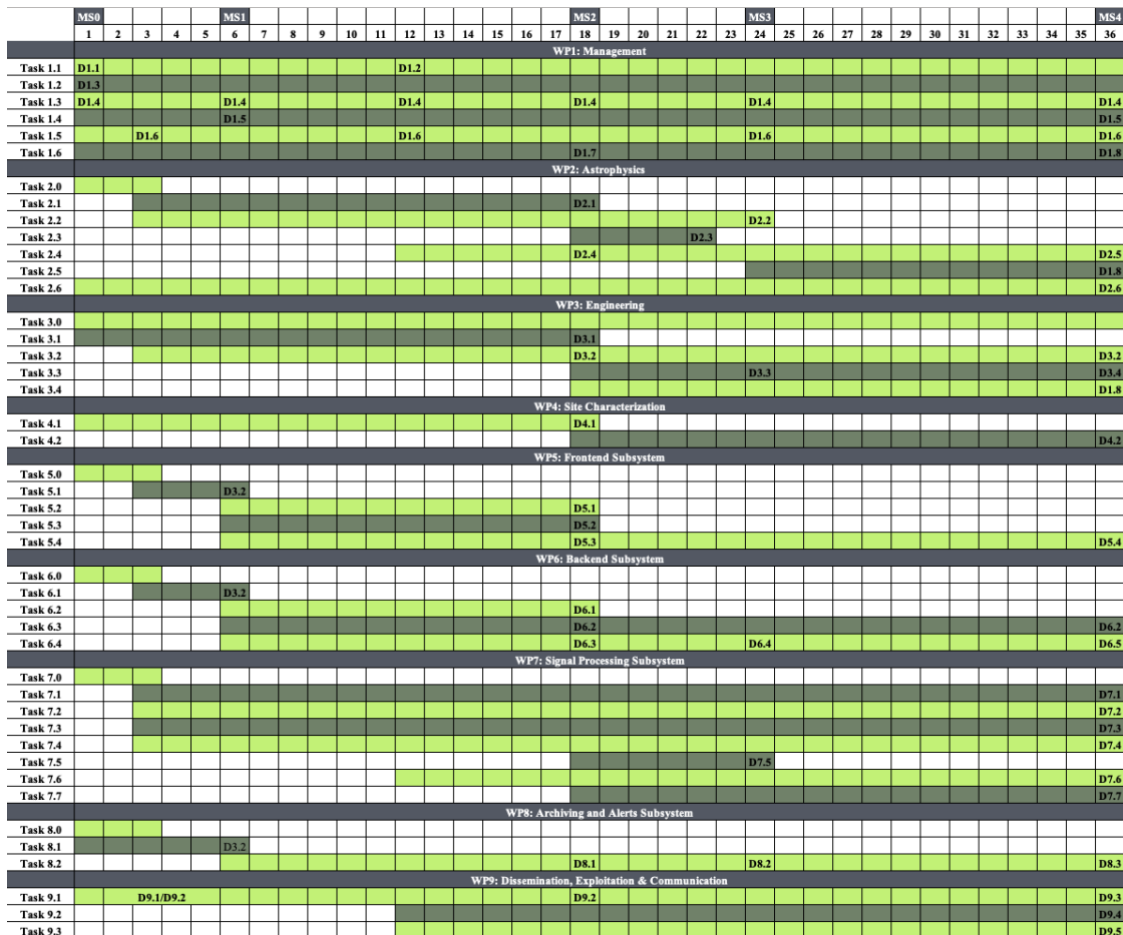 MS0 MS1 MS2 MS3 MS4
1 2 3 4 5 6 7 8 9 10 11 12 13 14 15 16 17 18 19 20 21 22 23 24 25 26 27 28 29 30 31 32 33 34 35 36
WP1: Management
Task 1.1 D1.1 D1.2
Task 1.2 D1.3
Task 1.3 D1.4 D1.4 D1.4 D1.4 D1.4 D1.4
Task 1.4 D1.5 D1.5
Task 1.5 D1.6 D1.6 D1.6 D1.6
Task 1.6 D1.7 D1.8
WP2: Astrophysics
Task 2.0
Task 2.1 D2.1
Task 2.2 D2.2
Task 2.3 D2.3
Task 2.4 D2.4 D2.5
Task 2.5 D1.8
Task 2.6 D2.6
WP3: Engineering
Task 3.0
Task 3.1 D3.1
Task 3.2 D3.2 D3.2
Task 3.3 D3.3 D3.4
Task 3.4 D1.8
WP4: Site Characterization
Task 4.1 D4.1
Task 4.2 D4.2
WP5: Frontend Subsystem
Task 5.0
Task 5.1 D3.2
Task 5.2 D5.1
Task 5.3 D5.2
Task 5.4 D5.3 D5.4
WP6: Backend Subsystem
Task 6.0
Task 6.1 D3.2
Task 6.2 D6.1
Task 6.3 D6.2 D6.2
Task 6.4 D6.3 D6.4 D6.5
WP7: Signal Processing Subsystem
Task 7.0
Task 7.1 D7.1
Task 7.2 D7.2
Task 7.3 D7.3
Task 7.4 D7.4
Task 7.5 D7.5
Task 7.6 D7.6
Task 7.7 D7.7
WP8: Archiving and Alerts Subsystem
Task 8.0
Task 8.1 D3.2
Task 8.2 D8.1 D8.2 D8.3
WP9: Dissemination, Exploitation & Communication
Task 9.1 D9.1/D9.2 D9.2 D9.3
Task 9.2 D9.4
Task 9.3 D9.5